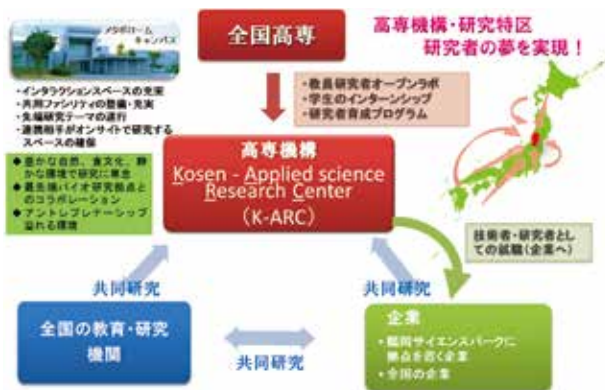 メタボローム
キャンパス
・インタラクションスペースの充実
・共同ファシリティの整備・充実
・先端研究テーマの遂行
・連携相手がオンサイトで研究する
スペースの確保
◆豊かな自然、食文化、静
かな環境で研究に専念
◆最先端バイオ研究拠点と
のコラボレーション
◆アントレプレナーシップ
溢れる環境
全国高専
高専機構・研究特区
研究者の夢を実現！
・教員研究者オープンラボ
・学生のインターンシップ
・研究者育成プログラム
高専機構
Kosen - Applied science
Research Center
（K-ARC）
技術者・研究者とし
ての就職(企業へ)
共同研究
共同研究
全国の教育・研究
機関
共同研究
企業
・鶴岡サイエンスパークに
拠点を置く企業
・全国の企業